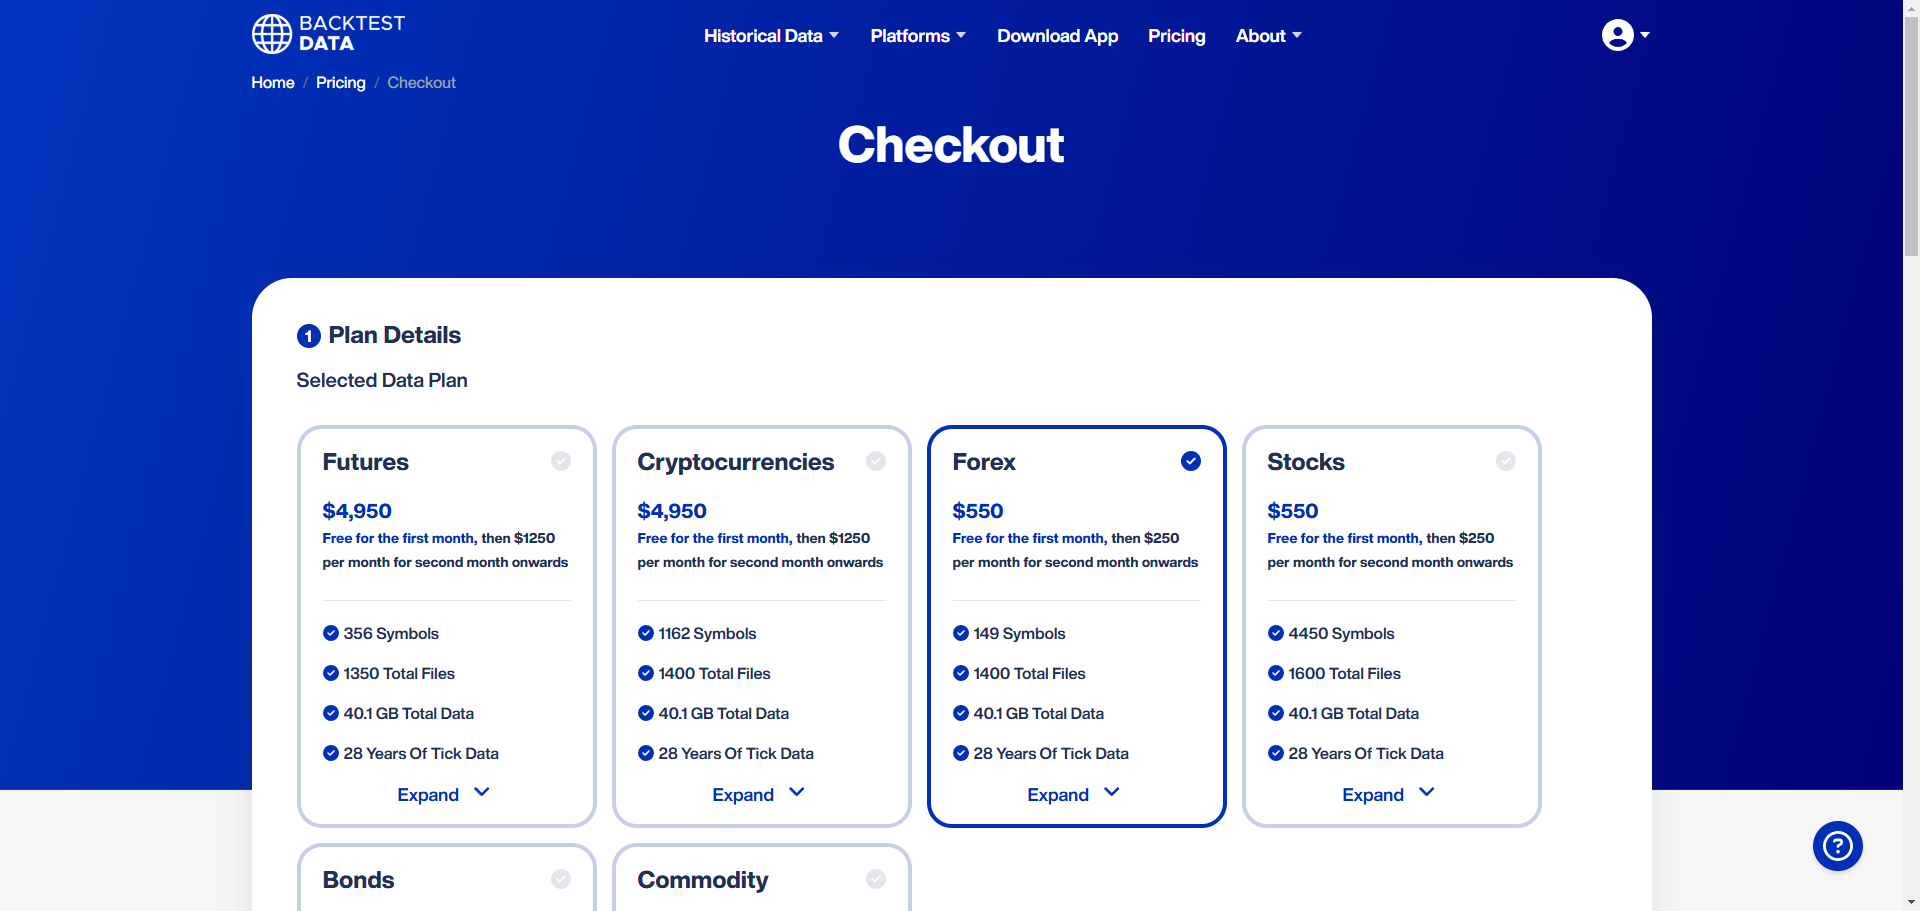 BACKTEST
DATA
Historical Data
Platforms
Download App
Pricing
About
Home / Pricing / Checkout
Checkout
1 Plan Details
Selected Data Plan
Futures
$4,950
Free for the first month, then $1250
per month for second month onwards
356 Symbols
1350 Total Files
40.1 GB Total Data
28 Years Of Tick Data
Expand
Cryptocurrencies
$4,950
Free for the first month, then $1250
per month for second month onwards
1162 Symbols
1400 Total Files
40.1 GB Total Data
28 Years Of Tick Data
Expand
Forex
$550
Free for the first month, then $250
per month for second month onwards
149 Symbols
1400 Total Files
40.1 GB Total Data
28 Years Of Tick Data
Expand
Stocks
$550
Free for the first month, then $250
per month for second month onwards
4450 Symbols
1600 Total Files
40.1 GB Total Data
28 Years Of Tick Data
Expand
Bonds
Commodity
?